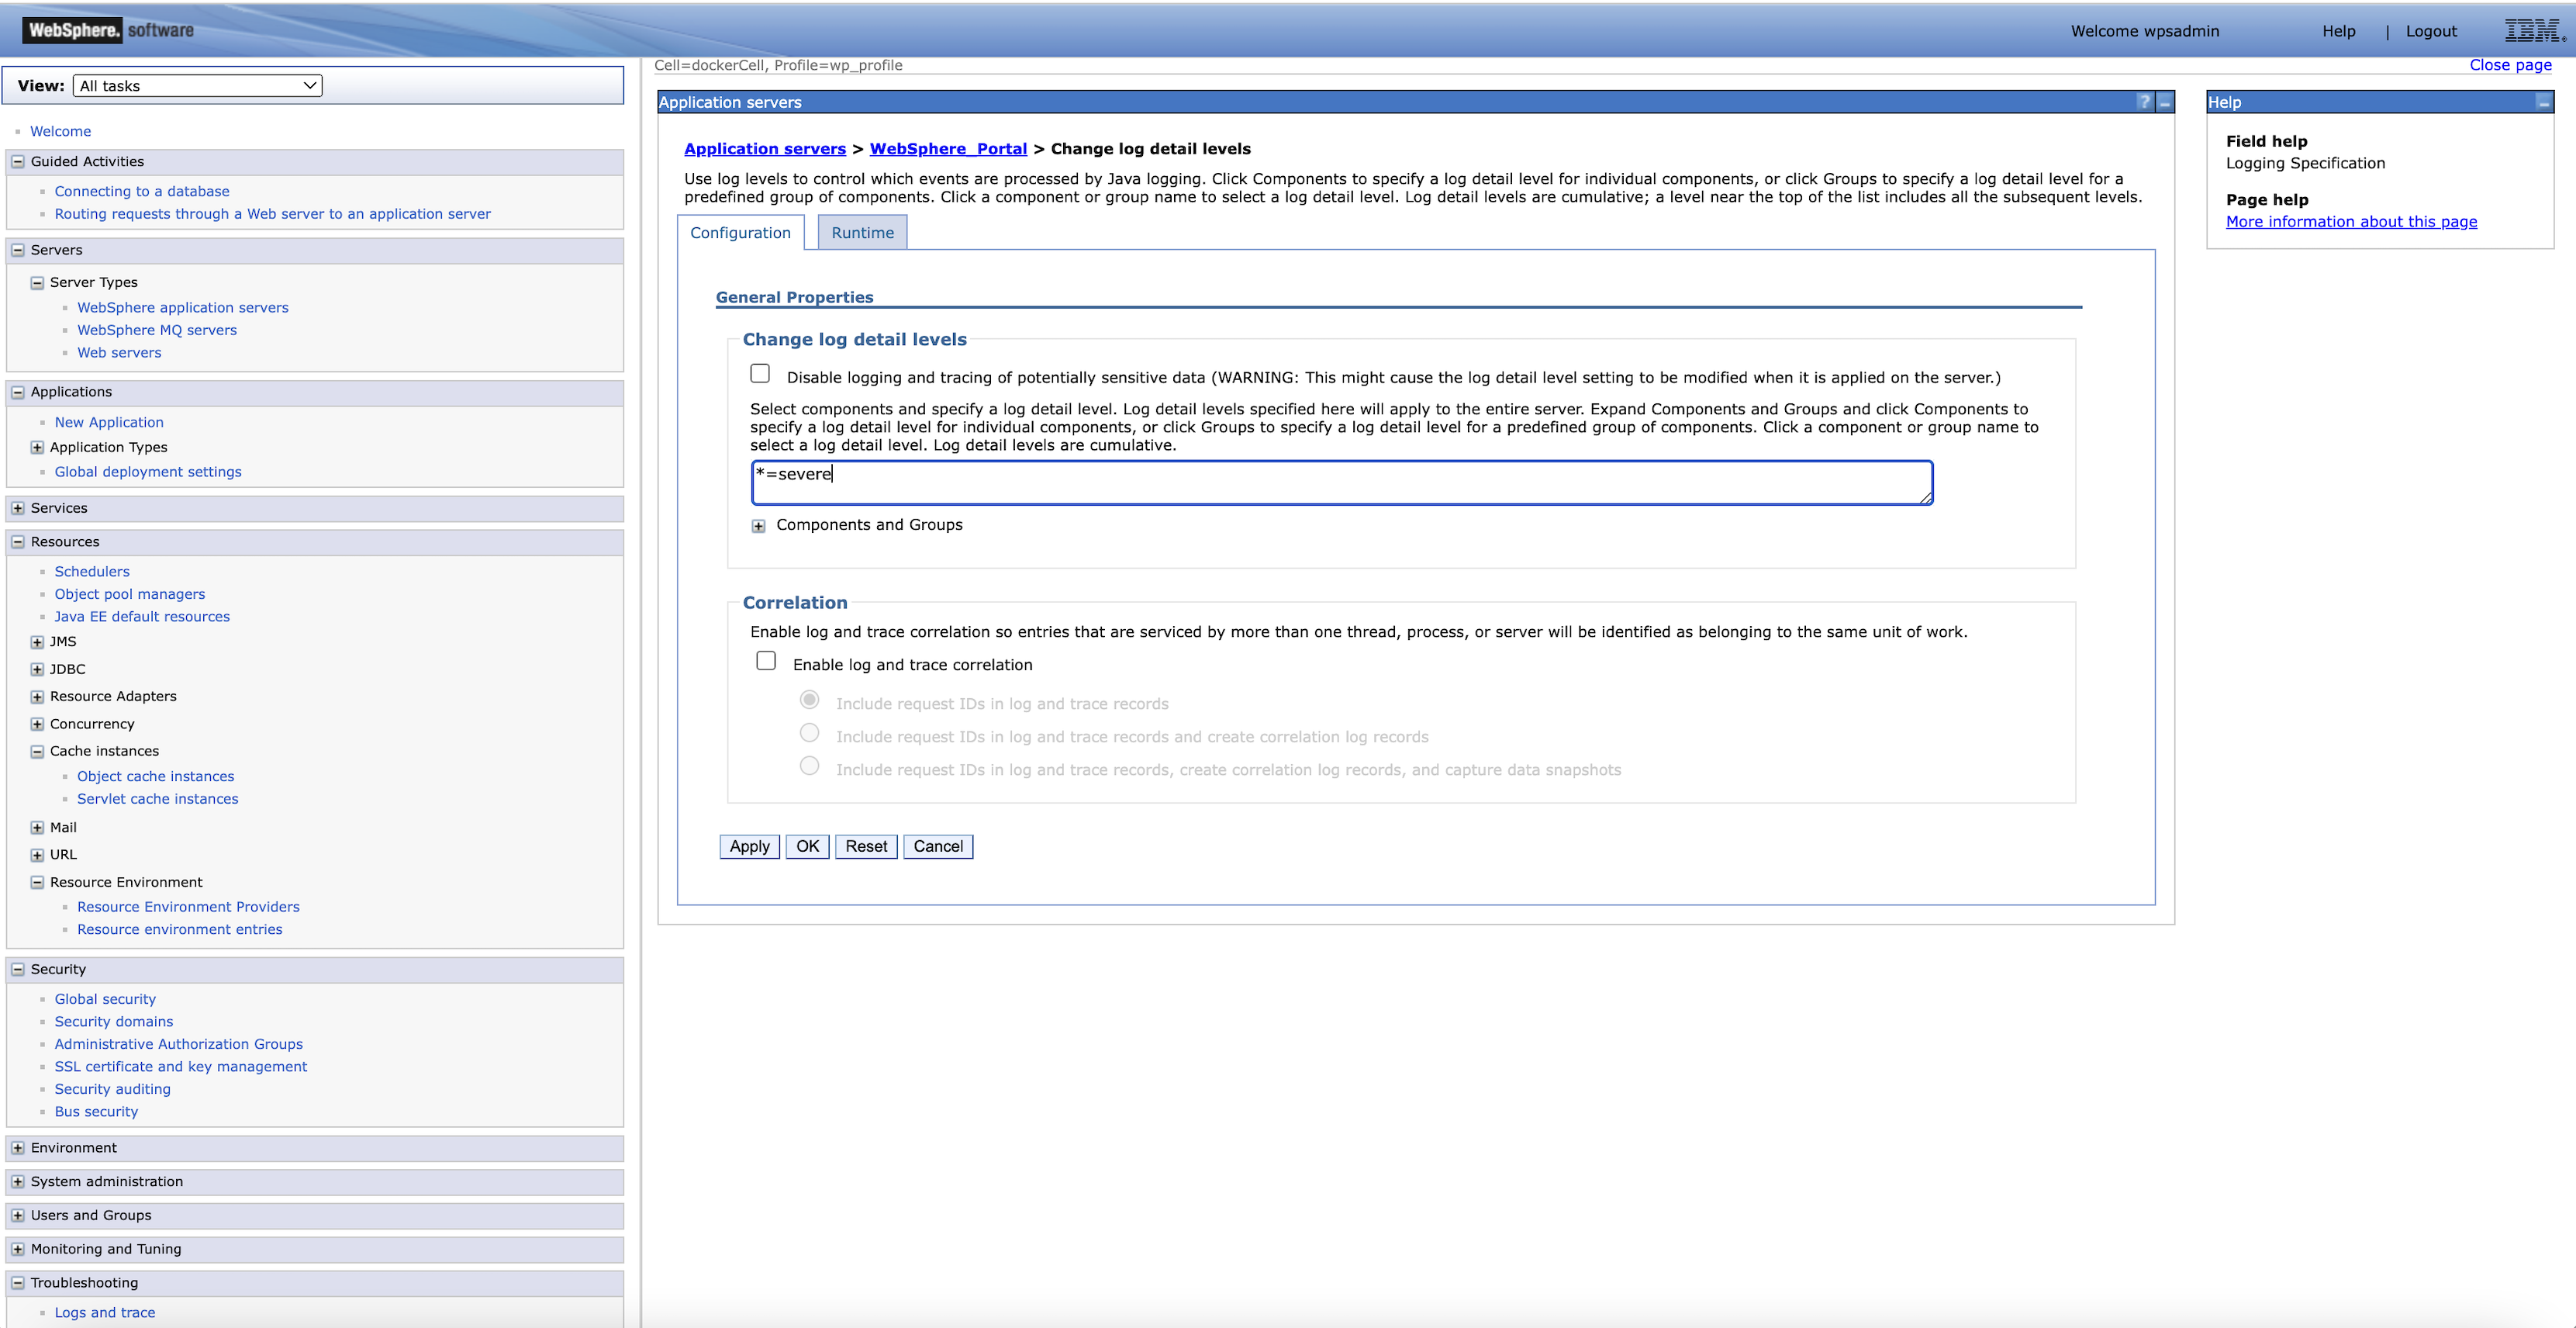 WebSphere. software
Welcome wpsadmin
Help | Logout
IBM.
View: All tasks
Welcome
Guided Activities
Connecting to a database
Routing requests through a Web server to an application server
Servers
Server Types
WebSphere application servers
WebSphere MQ servers
Web servers
Applications
New Application
Application Types
Global deployment settings
Services
Resources
Schedulers
Object pool managers
Java EE default resources
JMS
JDBC
Resource Adapters
Concurrency
Cache instances
Object cache instances
Servlet cache instances
Mail
URL
Resource Environment
Resource Environment Providers
Resource environment entries
Security
Global security
Security domains
Administrative Authorization Groups
SSL certificate and key management
Security auditing
Bus security
Environment
System administration
Users and Groups
Monitoring and Tuning
Troubleshooting
Logs and trace
Cell=dockerCell, Profile=wp_profile
Close page
Application servers
?
Application servers > WebSphere_Portal > Change log detail levels
Use log levels to control which events are processed by Java logging. Click Components to specify a log detail level for individual components, or click Groups to specify a log detail level for a
predefined group of components. Click a component or group name to select a log detail level. Log detail levels are cumulative; a level near the top of the list includes all the subsequent levels.
Configuration
Runtime
General Properties
Change log detail levels
Disable logging and tracing of potentially sensitive data (WARNING: This might cause the log detail level setting to be modified when it is applied on the server.)
Select components and specify a log detail level. Log detail levels specified here will apply to the entire server. Expand Components and Groups and click Components to
specify a log detail level for individual components, or click Groups to specify a log detail level for a predefined group of components. Click a component or group name to
select a log detail level. Log detail levels are cumulative.
*=severe
Components and Groups
Correlation
Enable log and trace correlation so entries that are serviced by more than one thread, process, or server will be identified as belonging to the same unit of work.
Enable log and trace correlation
Include request IDs in log and trace records
Include request IDs in log and trace records and create correlation log records
Include request IDs in log and trace records, create correlation log records, and capture data snapshots
Apply
OK
Reset
Cancel
Help
Field help
Logging Specification
Page help
More information about this page